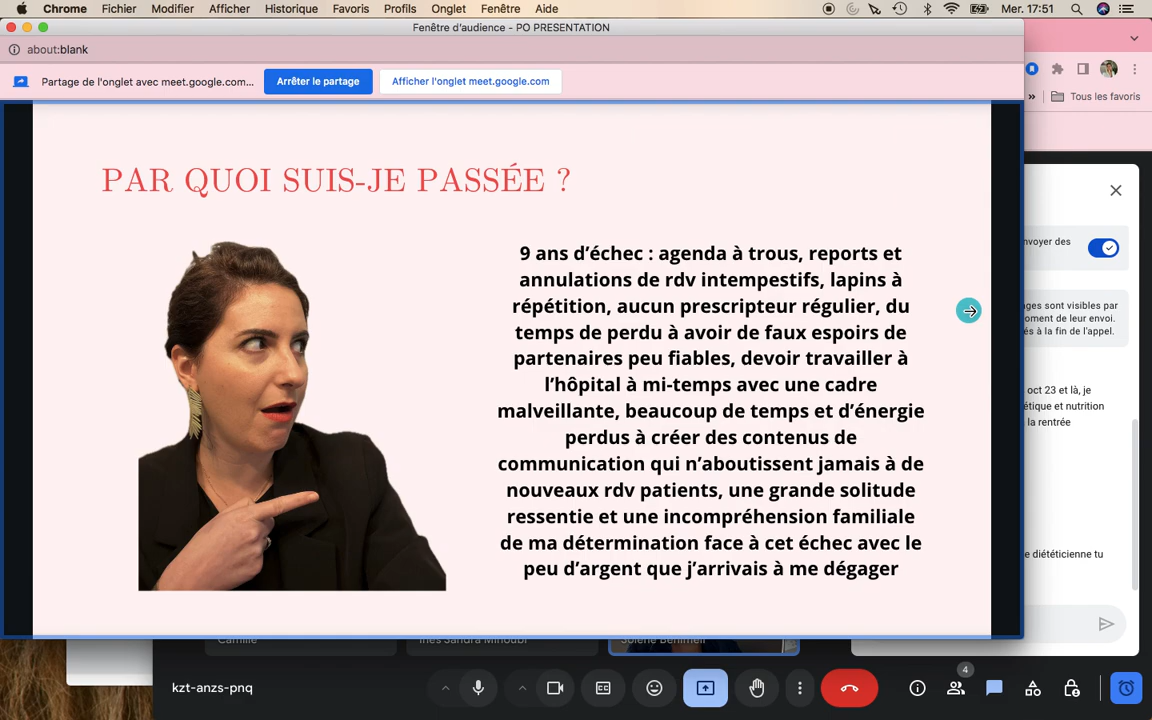 Chrome Fichier Modifier Afficher Historique Favoris Profils Onglet Fenêtre Aide Mer. 17:51
Fenêtre d'audience - PO PRESENTATION
about:blank
Partage de l'onglet avec meet.google.com... Arrêter le partage Afficher l'onglet meet.google.com
» Tous les favoris
PAR QUOI SUIS-JE PASSÉE ?
9 ans d'échec : agenda à trous, reports et
annulations de rdv intempestifs, lapins à
répétition, aucun prescripteur régulier, du
temps de perdu à avoir de faux espoirs de
partenaires peu fiables, devoir travailler à
l'hôpital à mi-temps avec une cadre
malveillante, beaucoup de temps et d'énergie
perdus à créer des contenus de
communication qui n'aboutissent jamais à de
nouveaux rdv patients, une grande solitude
ressentie et une incompréhension familiale
de ma détermination face à cet échec avec le
peu d'argent que j'arrivais à me dégager
nvoyer des
ges sont visibles par
oment de leur envoi.
és à la fin de l'appel.
oct 23 et là, je
étique et nutrition
la rentrée
e diététicienne tu
Camille
kzt-anzs-pnq
4